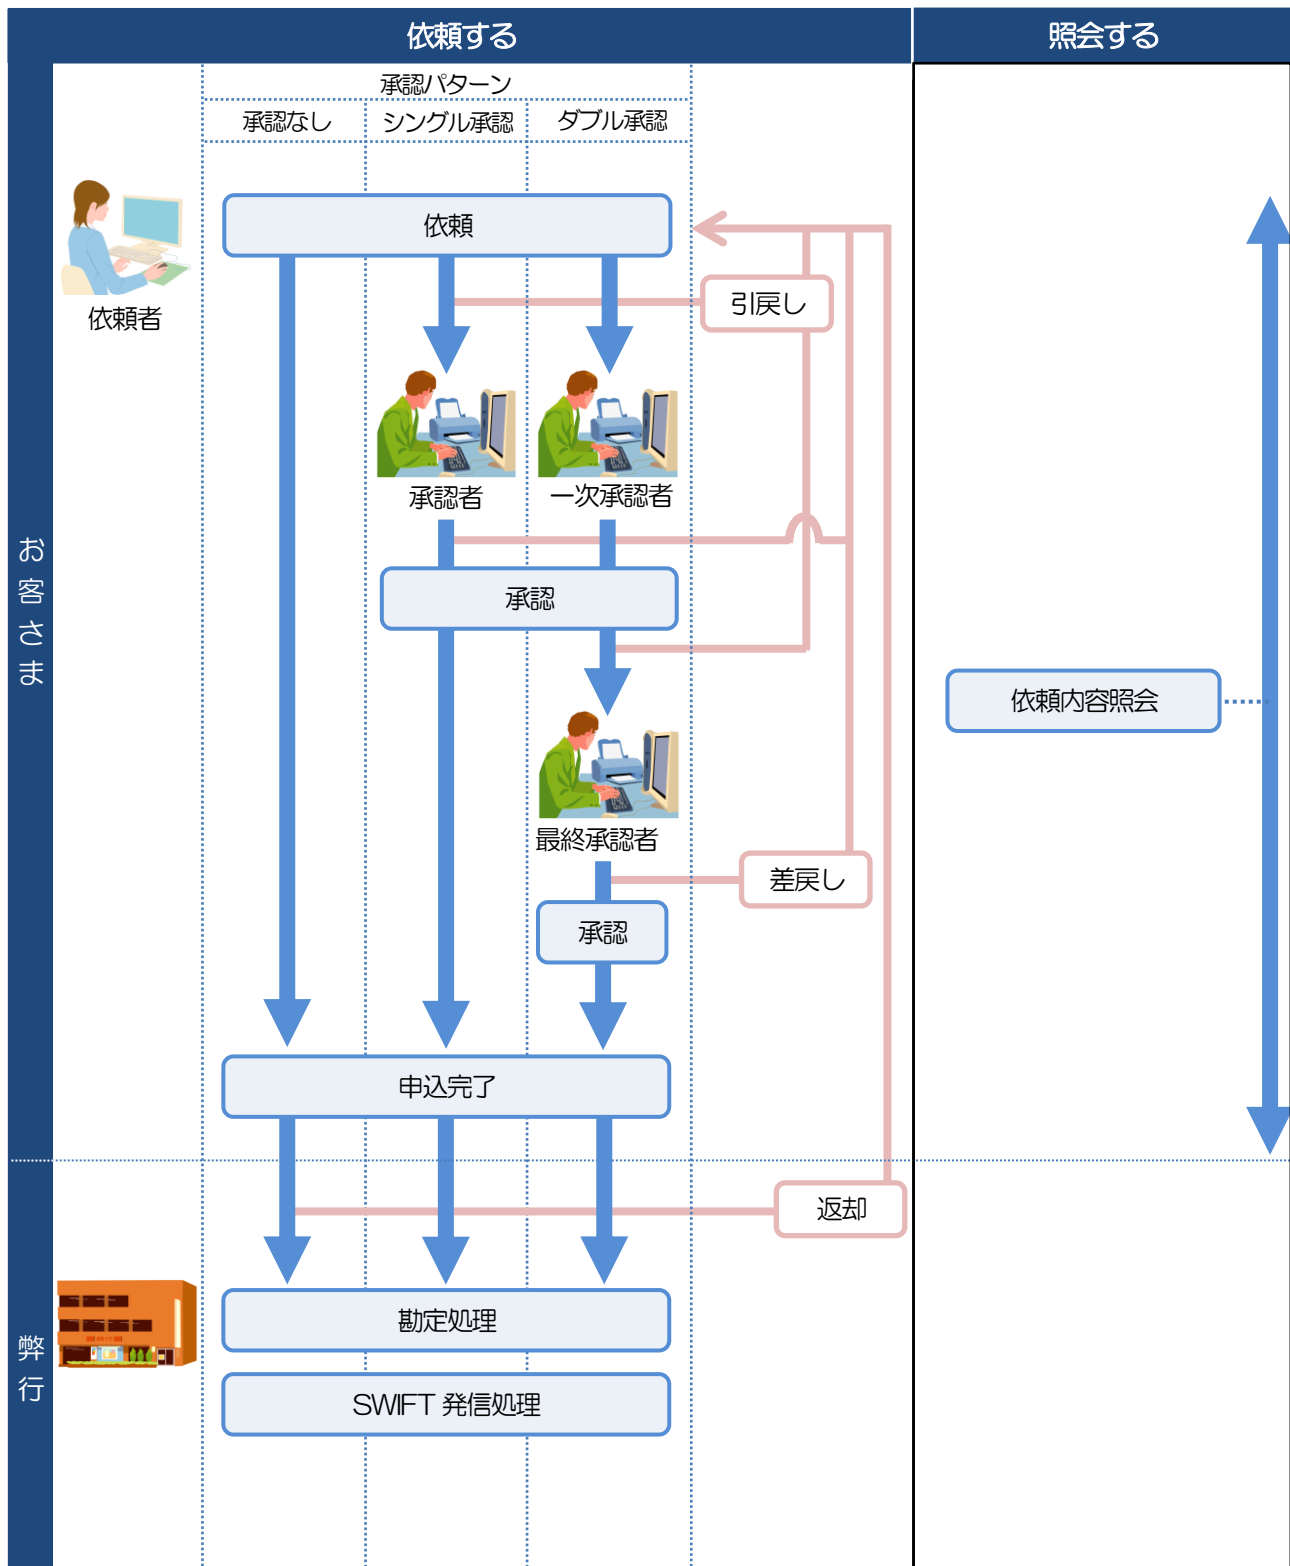 依頼する
照会する
承認パターン
承認なし
シングル承認
ダブル承認
依頼
依頼者
引戻し
承認者
一次承認者
お客さま
承認
依頼内容照会
最終承認者
差戻し
承認
申込完了
返却
弊行
勘定処理
SWIFT 発信処理